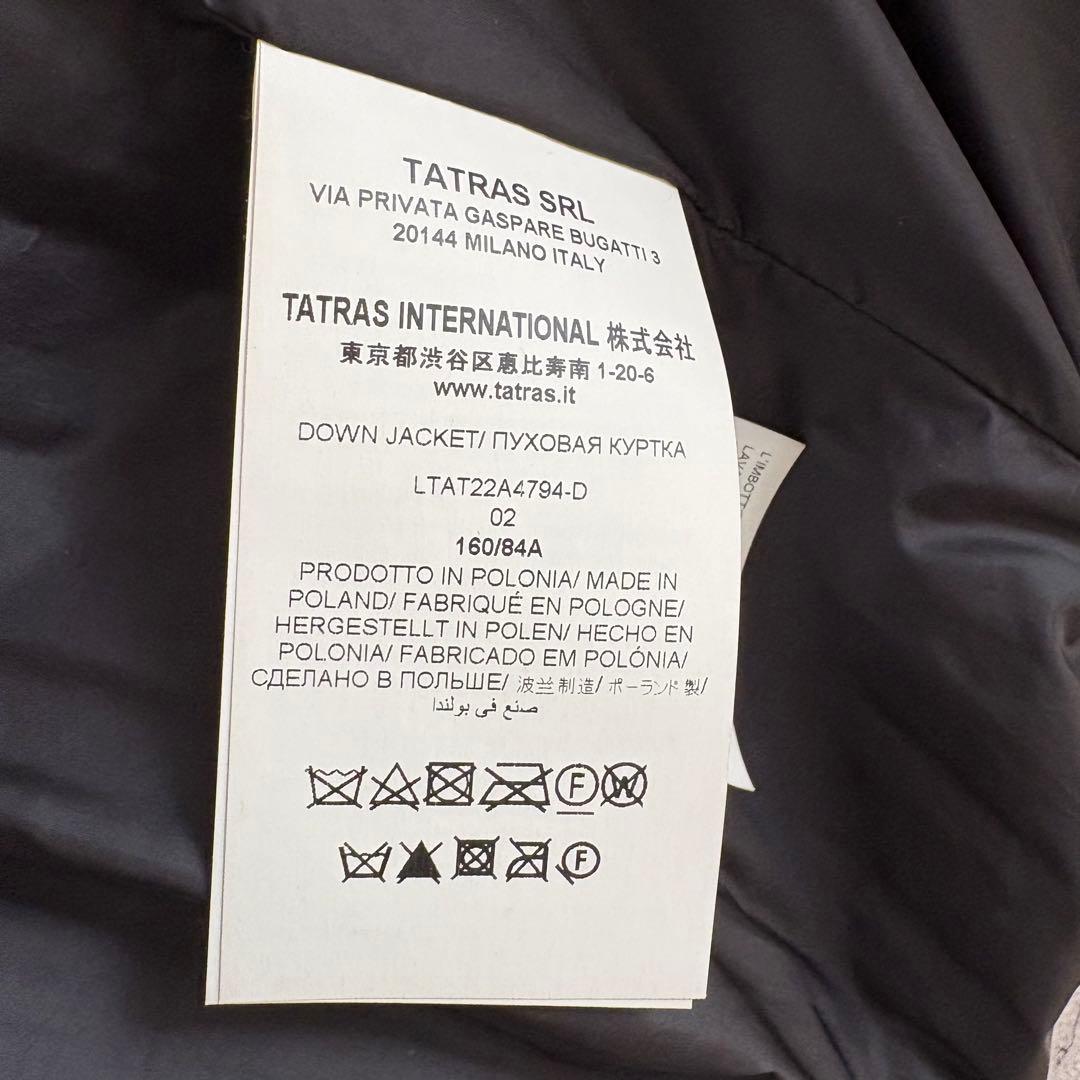 TATRAS SRL
VIA PRIVATA GASPARE BUGATTI 3
20144 MILANO ITALY
TATRAS INTERNATIONAL 株式会社
東京都渋谷区恵比寿南 1-20-6
www.tatras.it
DOWN JACKET/ ПУХОВАЯ КУРТКА
LTAT22A4794-D
02
160/84A
PRODOTTO IN POLONIA/ MADE IN
POLAND/ FABRIQUÉ EN POLOGNE/
HERGESTELLT IN POLEN/ HECHO EN
POLONIA/ FABRICADO EM POLÓNIA/
СДЕЛАНО В ПОЛЬШЕ/ 波兰制造/ ポーランド製/
صنع في بولندا
F W
F